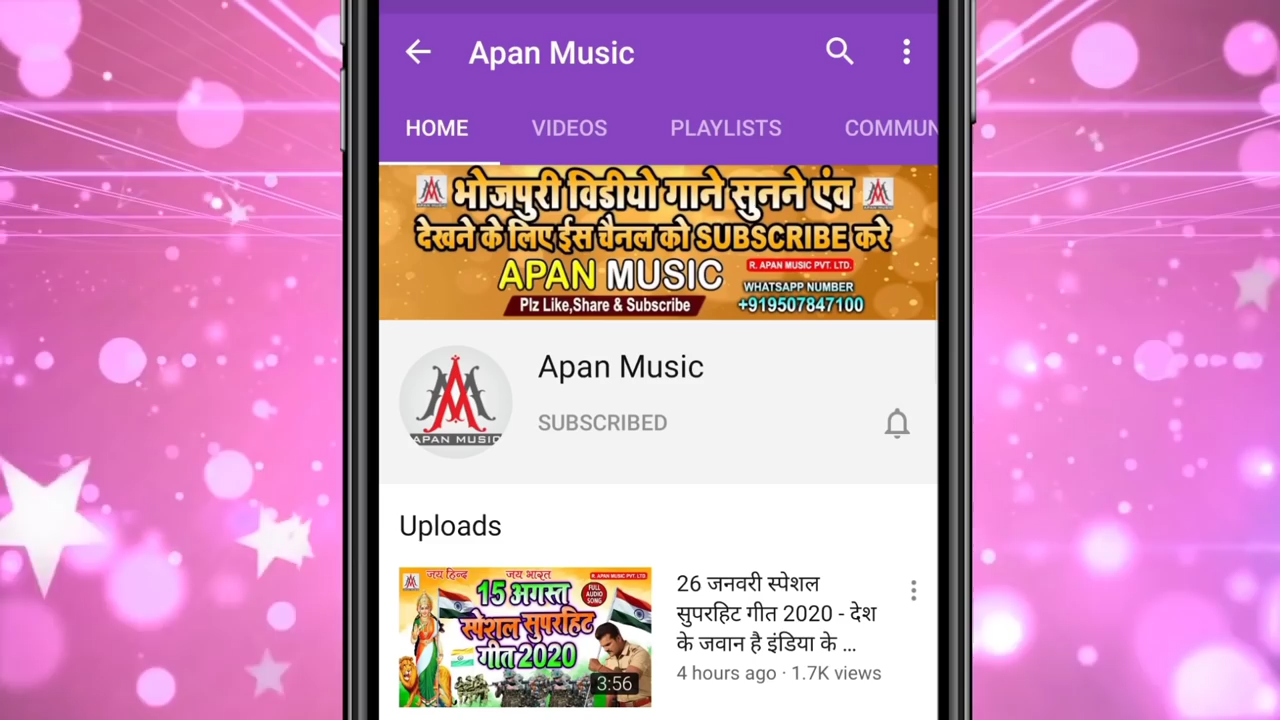 Apan Music
HOME VIDEOS PLAYLISTS COMMUN
भोजपुरी विडीयो गाने सुनने एंव
देखने के लिए ईस चैनल को SUBSCRIBE करे
APAN MUSIC
R. APAN MUSIC PVT. LTD.
WHATSAPP NUMBER
Plz Like,Share & Subscribe
+919507847100
Apan Music
SUBSCRIBED
APAN MUSIC
Uploads
जय हिन्द जय भारत
R. APAN MUSIC PVT. LTD
15 अगस्त
FULL
AUDIO
SONG
स्पेशल सुपरहिट
गीत 2020
3:56
26 जनवरी स्पेशल
सुपरहिट गीत 2020 - देश
के जवान है इंडिया के ...
4 hours ago · 1.7K views